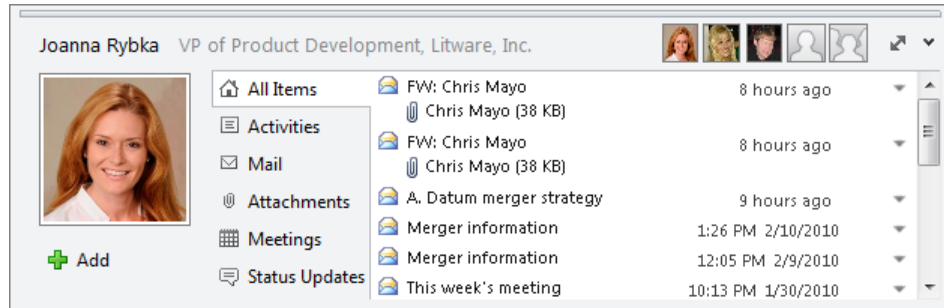 Joanna Rybka VP of Product Development, Litware, Inc.
All Items
Activities
Mail
Attachments
Meetings
Status Updates
Add
FW: Chris Mayo 8 hours ago
Chris Mayo (38 KB)
FW: Chris Mayo 8 hours ago
Chris Mayo (38 KB)
A. Datum merger strategy 9 hours ago
Merger information 1:26 PM 2/10/2010
Merger information 12:05 PM 2/9/2010
This week's meeting 10:13 PM 1/30/2010